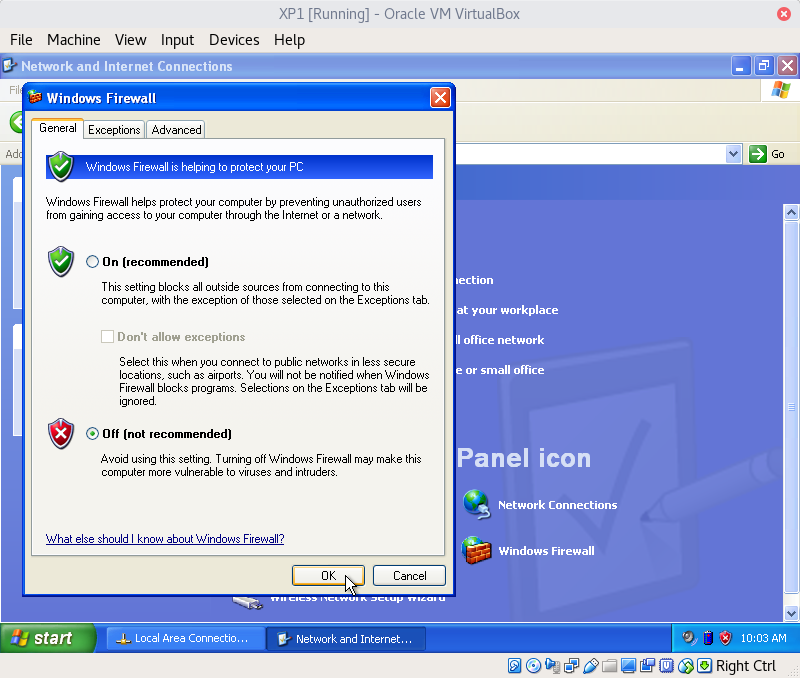 XP1 [Running] - Oracle VM VirtualBox
File Machine View Input Devices Help
Network and Internet Connections
Windows Firewall
General Exceptions Advanced
Go
Windows Firewall is helping to protect your PC
Windows Firewall helps protect your computer by preventing unauthorized users
from gaining access to your computer through the Internet or a network.
On (recommended)
This setting blocks all outside sources from connecting to this
computer, with the exception of those selected on the Exceptions tab.
Don't allow exceptions
Select this when you connect to public networks in less secure
locations, such as airports. You will not be notified when Windows
Firewall blocks programs. Selections on the Exceptions tab will be
ignored.
Off (not recommended)
Avoid using this setting. Turning off Windows Firewall may make this
computer more vulnerable to viruses and intruders.
What else should I know about Windows Firewall?
OK Cancel
nection
at your workplace
ll office network
e or small office
Panel icon
Network Connections
Windows Firewall
Wireless Network Setup Wizard
start
Local Area Connectio...
Network and Internet...
10:03 AM
Right Ctrl